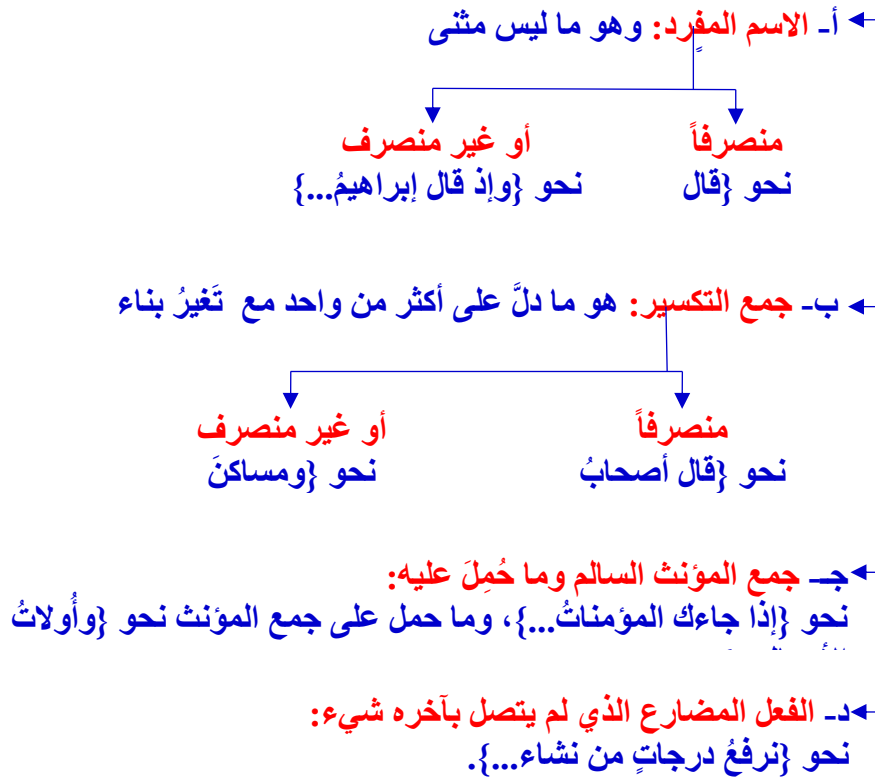 أ- الاسم المفرد: وهو ما ليس مثنى
منصرفاً أو غير منصرف
نحو {قال نحو {وإذ قال إبراهيمُ...}
ب- جمع التكسير: هو ما دلَّ على أكثر من واحد مع تَغيرُ بناء
منصرفاً أو غير منصرف
نحو {قال أصحابُ نحو {ومساكنَ
جـ- جمع المؤنث السالم وما حُمِلَ عليه:
نحو {إذا جاءك المؤمناتُ...}، وما حمل على جمع المؤنث نحو {وأُولاتُ
د- الفعل المضارع الذي لم يتصل بآخره شيء:
نحو {نرفعُ درجاتٍ من نشاء...}.